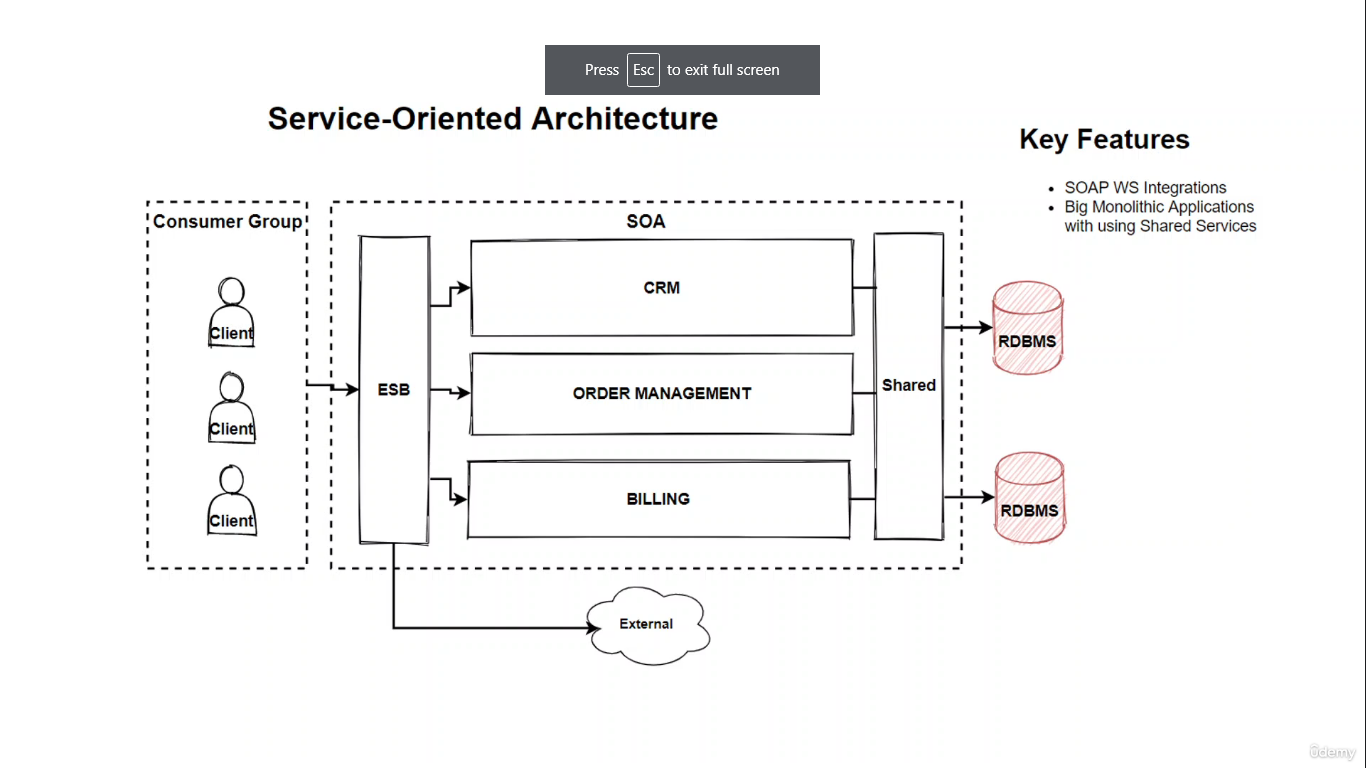 Press Esc to exit full screen
Service-Oriented Architecture
Key Features
• SOAP WS Integrations
• Big Monolithic Applications
with using Shared Services
Consumer Group
SOA
Client
Client
Client
ESB
CRM
ORDER MANAGEMENT
BILLING
Shared
RDBMS
RDBMS
External
ûdemy